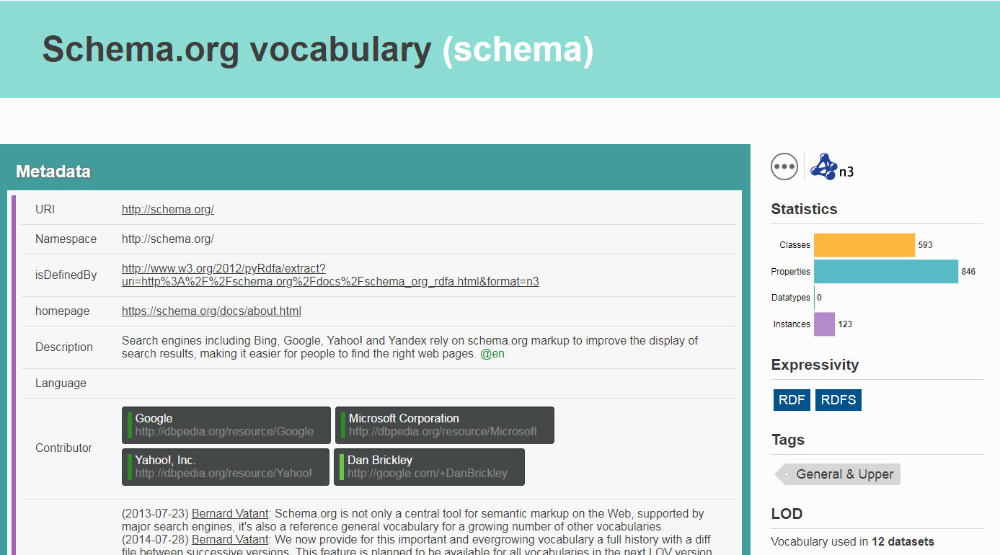 Schema.org vocabulary (schema)
Metadata
URI http://schema.org/
Namespace http://schema.org/
isDefinedBy http://www.w3.org/2012/pyRdfa/extract?
uri=http%3A%2F%2Fschema.org%2Fdocs%2Fschema_org_rdfa.html&format=n3
homepage https://schema.org/docs/about.html
Description Search engines including Bing, Google, Yahoo! and Yandex rely on schema.org markup to improve the display of
search results, making it easier for people to find the right web pages. @en
Language
Contributor
Google
http://dbpedia.org/resource/Google
Microsoft Corporation
http://dbpedia.org/resource/Microsoft
Yahoo!, Inc.
http://dbpedia.org/resource/Yahoo!
Dan Brickley
http://google.com/+DanBrickley
(2013-07-23) Bernard Vatant: Schema.org is not only a central tool for semantic markup on the Web, supported by
major search engines, it's also a reference general vocabulary for a growing number of other vocabularies.
(2014-07-28) Bernard Vatant: We now provide for this important and evergrowing vocabulary a full history with a diff
file between successive versions. This feature is planned to be available for all vocabularies in the next LOV version
n3
Statistics
Classes 593
Properties 846
Datatypes 0
Instances 123
Expressivity
RDF RDFS
Tags
General & Upper
LOD
Vocabulary used in 12 datasets